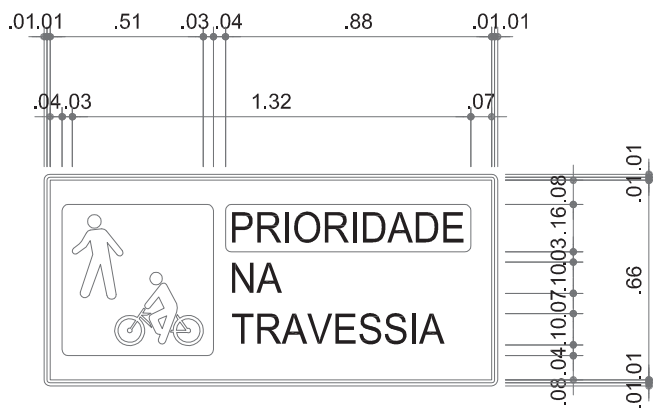 .01.01 .51 .03 .04 .88 .01.01
.04 .03 1.32 .07
PRIORIDADE
NA
TRAVESSIA
.08 .04 .10 .07 .10 .03 .16 .08
.01.01 .66 .01.01